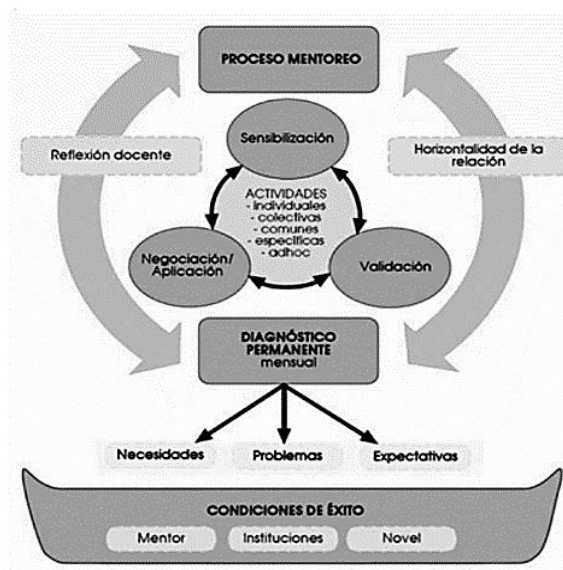 PROCESO MENTOREO
Sensibilización
Reflexión docente
Horizontalidad de la
relación
ACTIVIDADES
- individuales
- colectivas
- comunes
- específicas
- adhoc
Negociación/
Aplicación
Validación
DIAGNÓSTICO
PERMANENTE
mensual
Necesidades
Problemas
Expectativas
CONDICIONES DE ÉXITO
Mentor
Instituciones
Novel